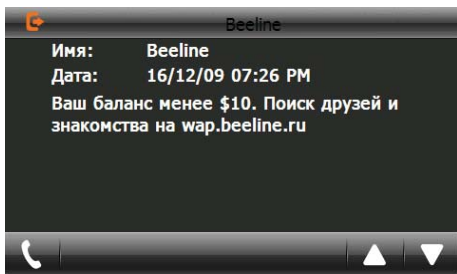 Beeline
Имя: Beeline
Дата: 16/12/09 07:26 PM
Ваш баланс менее $10. Поиск друзей и
знакомства на wap.beeline.ru